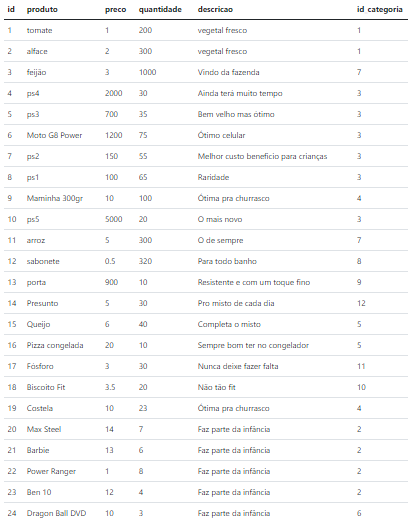 id produto preco quantidade descricao id categoria
1 tomate 1 200 vegetal fresco 1
2 alface 2 300 vegetal fresco 1
3 feijão 3 1000 Vindo da fazenda 7
4 ps4 2000 30 Ainda terá muito tempo 3
5 ps3 700 35 Bem velho mas ótimo 3
6 Moto G8 Power 1200 75 Ótimo celular 3
7 ps2 150 55 Melhor custo beneficio para crianças 3
8 ps1 100 65 Raridade 3
9 Maminha 300gr 10 100 Ótima pra churrasco 4
10 ps5 5000 20 O mais novo 3
11 arroz 5 300 O de sempre 7
12 sabonete 0.5 320 Para todo banho 8
13 porta 900 10 Resistente e com um toque fino 9
14 Presunto 5 30 Pro misto de cada dia 12
15 Queijo 6 40 Completa o misto 5
16 Pizza congelada 20 10 Sempre bom ter no congelador 5
17 Fósforo 3 30 Nunca deixe fazer falta 11
18 Biscoito Fit 3.5 20 Não tão fit 10
19 Costela 10 23 Ótima pra churrasco 4
20 Max Steel 14 7 Faz parte da infância 2
21 Barbie 13 6 Faz parte da infância 2
22 Power Ranger 1 8 Faz parte da infância 2
23 Ben 10 12 4 Faz parte da infância 2
24 Dragon Ball DVD 10 3 Faz parte da infância 6